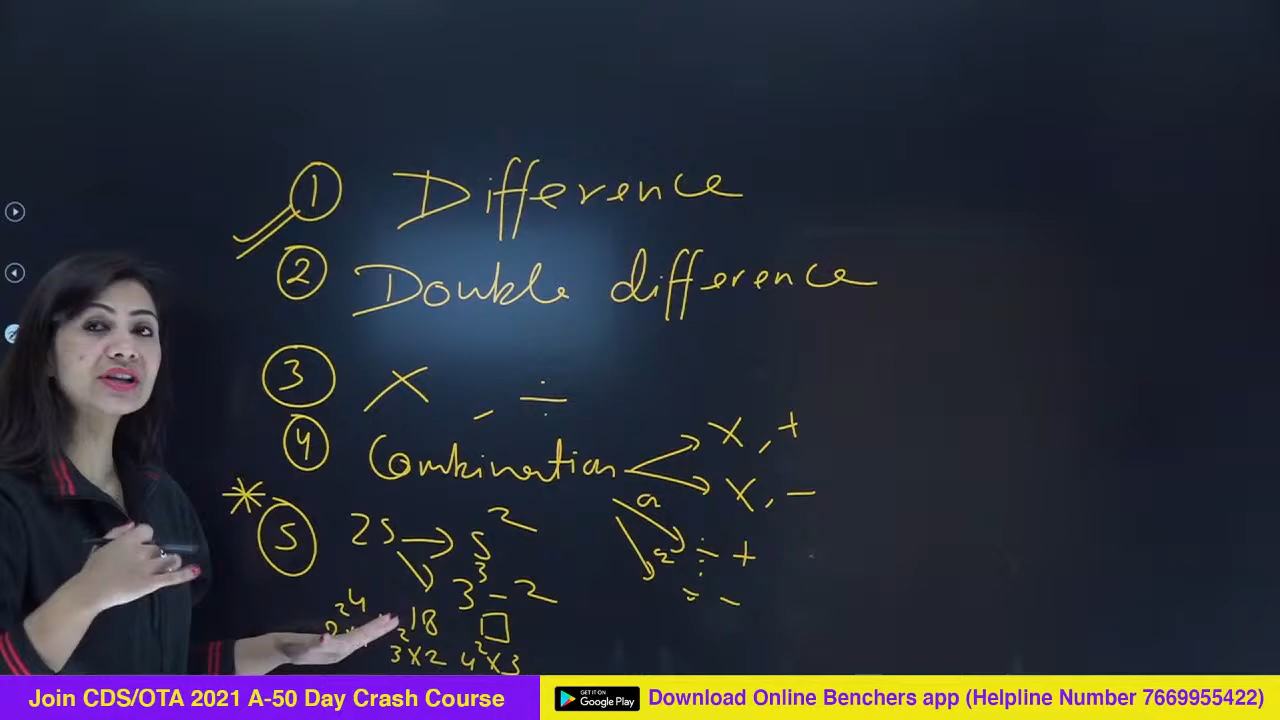 1 Difference
2 Double difference
3 × , ÷
4 Combination
×, +
×, −
÷ +
÷ −
* 5 25 → 5²
3³ − 2
24 18 □
3² × 2 4² × 3
Join CDS/OTA 2021 A-50 Day Crash Course
GET IT ON
Google Play
Download Online Benchers app (Helpline Number 7669955422)